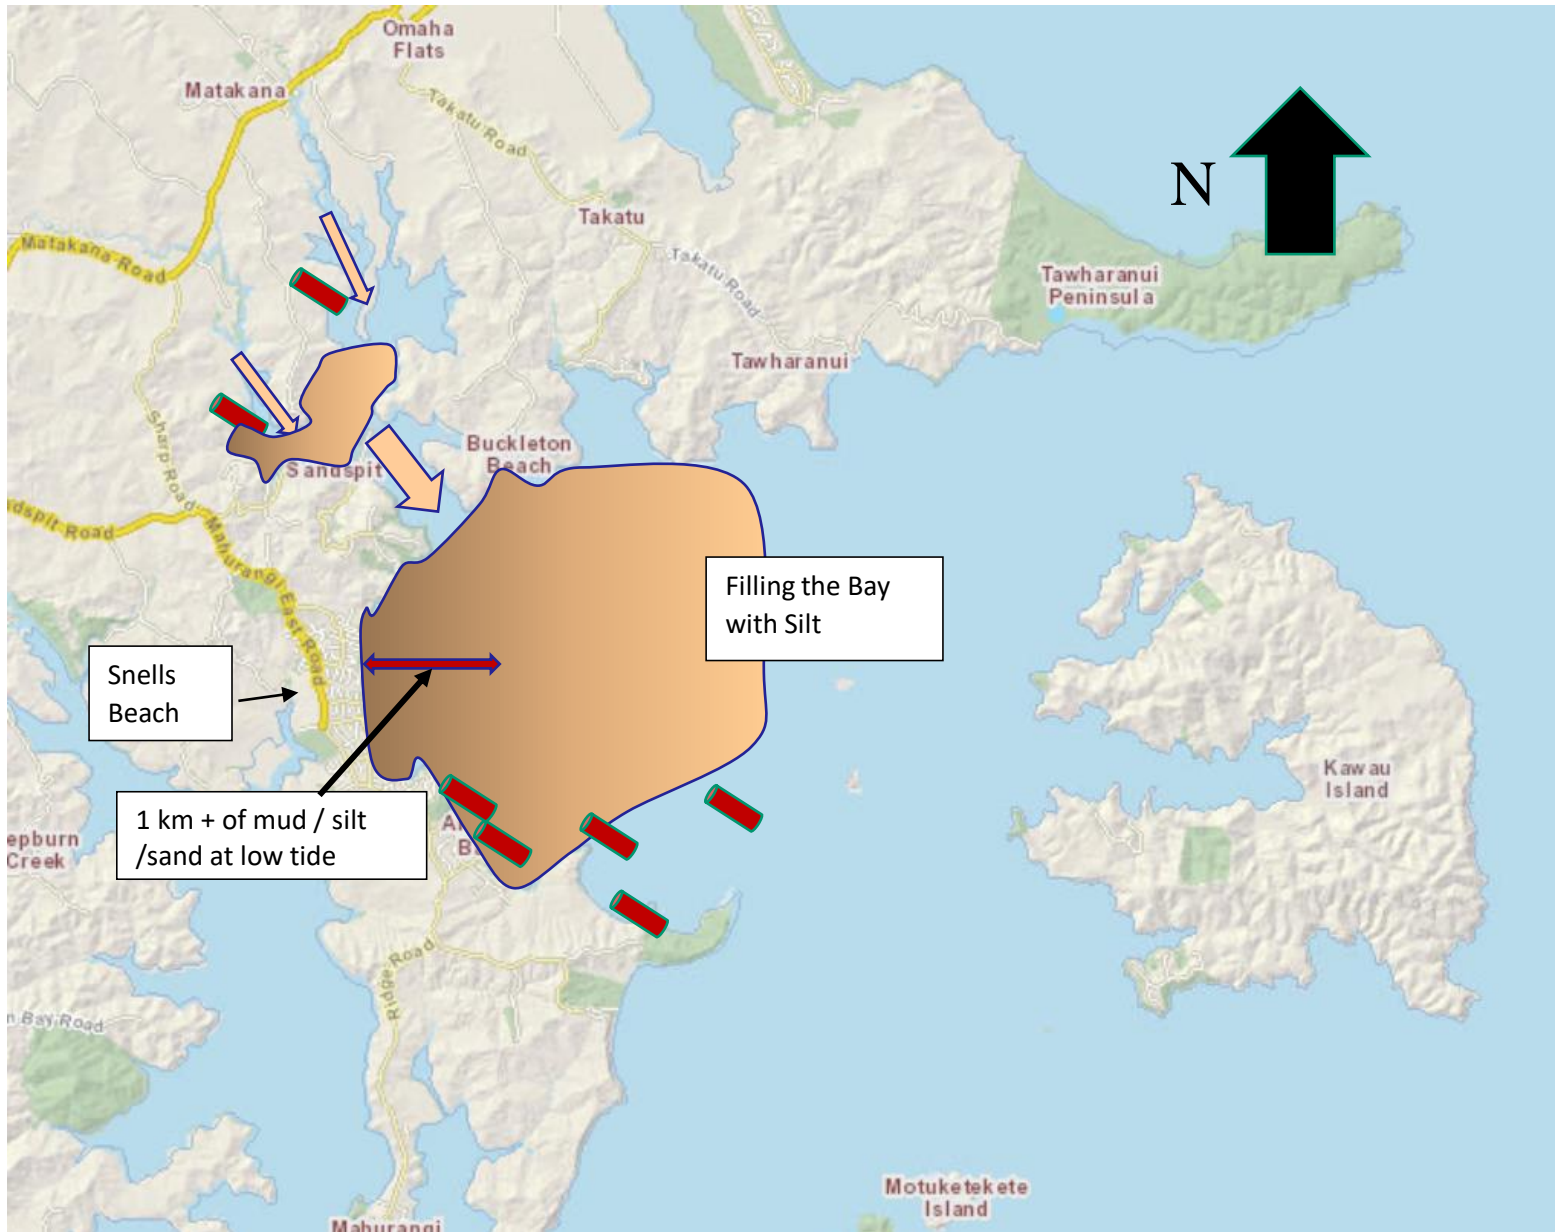 Omaha
Flats
Matakana
Takatu Road
N
Takatu
Matakana Road
Takatu Road
Tawharanui
Peninsula
Tawharanui
Sharp Road
Buckleton
Beach
Sandspit
dspit Road
Mahurangi East Road
Filling the Bay
with Silt
Snells
Beach
Kawau
Island
1 km + of mud / silt
/sand at low tide
epburn
Creek
Ridge Road
n Bay Road
Motuketekete
Island
Mahurangi